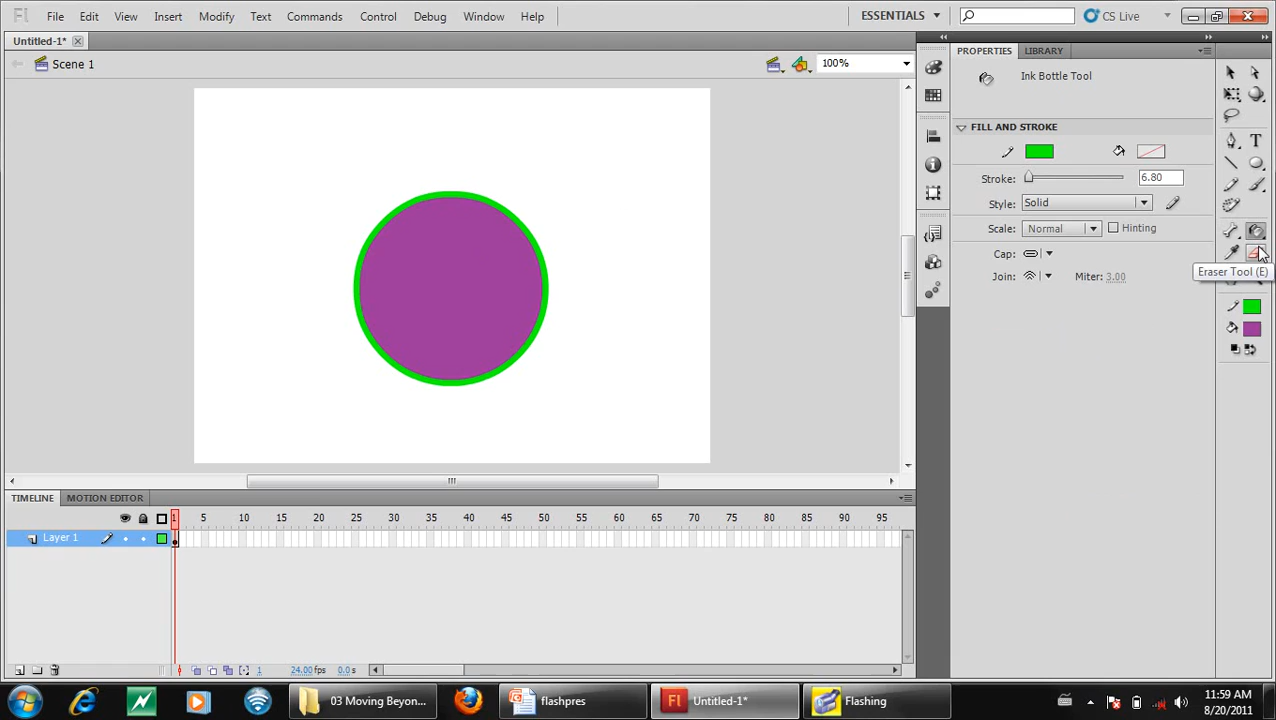 Fl File Edit View Insert Modify Text Commands Control Debug Window Help ESSENTIALS CS Live
Untitled-1*
PROPERTIES LIBRARY
Scene 1 100%
Ink Bottle Tool
FILL AND STROKE
Stroke: 6.80
Style: Solid
Scale: Normal Hinting
Cap:
Join: Miter: 3.00
T
Eraser Tool (E)
TIMELINE MOTION EDITOR
1 5 10 15 20 25 30 35 40 45 50 55 60 65 70 75 80 85 90 95
Layer 1
1 24.00 fps 0.0 s
03 Moving Beyon... flashpres Fl Untitled-1* Flashing
11:59 AM
8/20/2011